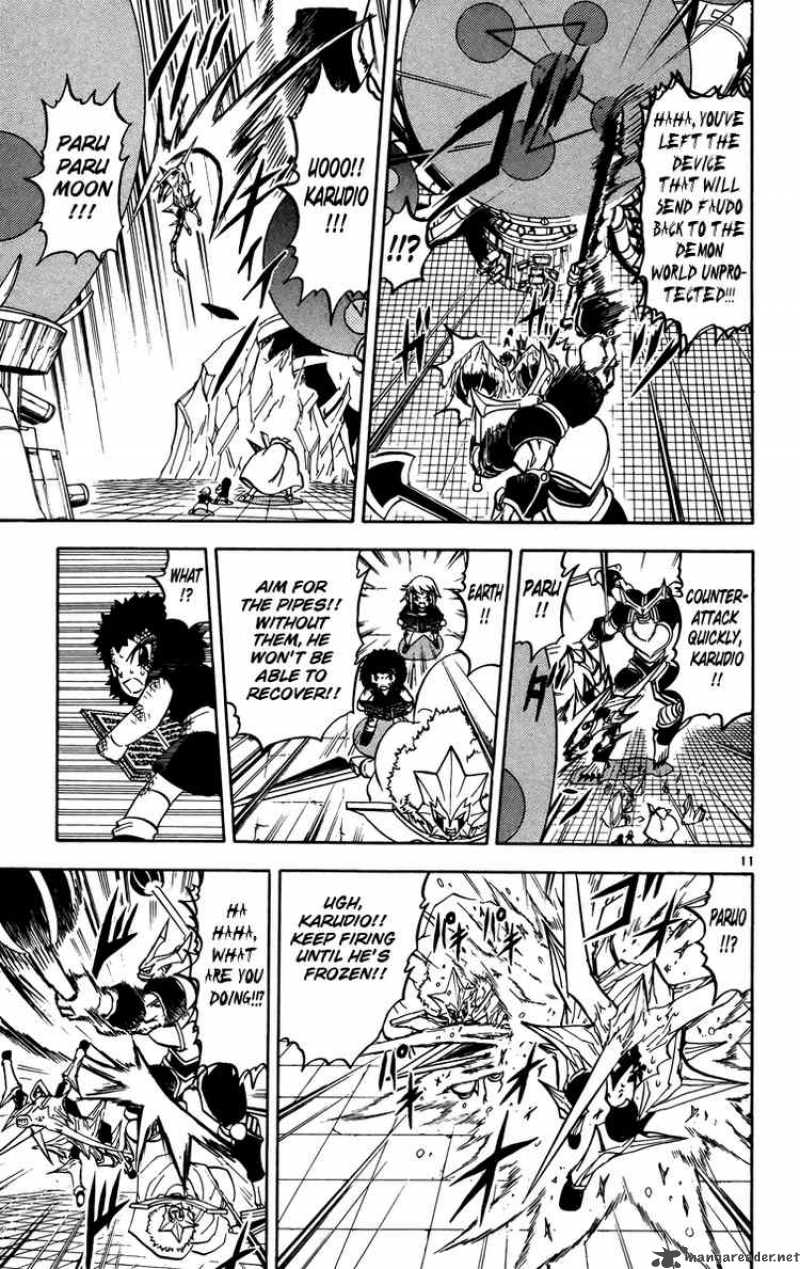 HAHA, YOU'VE
LEFT THE
DEVICE
THAT WILL
SEND FAUDO
BACK TO THE
DEMON
WORLD UNPRO-
TECTED!!!
!!?
UOOO!!
KARUDIO
!!!
PARU
PARU
MOON
!!!
COUNTER-
ATTACK
QUICKLY,
KARUDIO
!!
PARU
!!
EARTH
!!
AIM FOR
THE PIPES!!
WITHOUT
THEM, HE
WON'T BE
ABLE TO
RECOVER!!
WHAT
!?
11
PARUO
!!?
UGH,
KARUDIO!!
KEEP FIRING
UNTIL HE'S
FROZEN!!
パ
パ
パ
HA
HAHA,
WHAT
ARE YOU
DOING!!?
mangareader.net